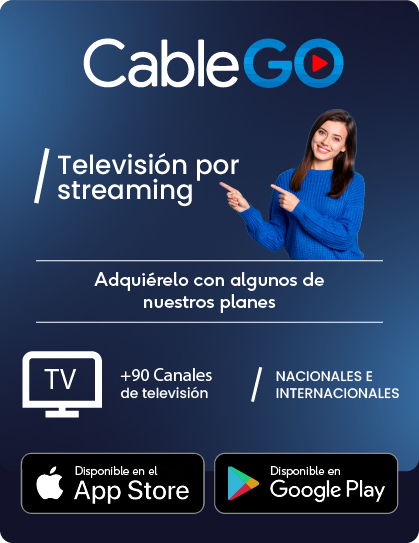 CableGO
Televisión por
streaming
Adquiérelo con algunos de
nuestros planes
TV
+90 Canales
de televisión
NACIONALES E
INTERNACIONALES
Disponible en el
App Store
Disponible en
Google Play